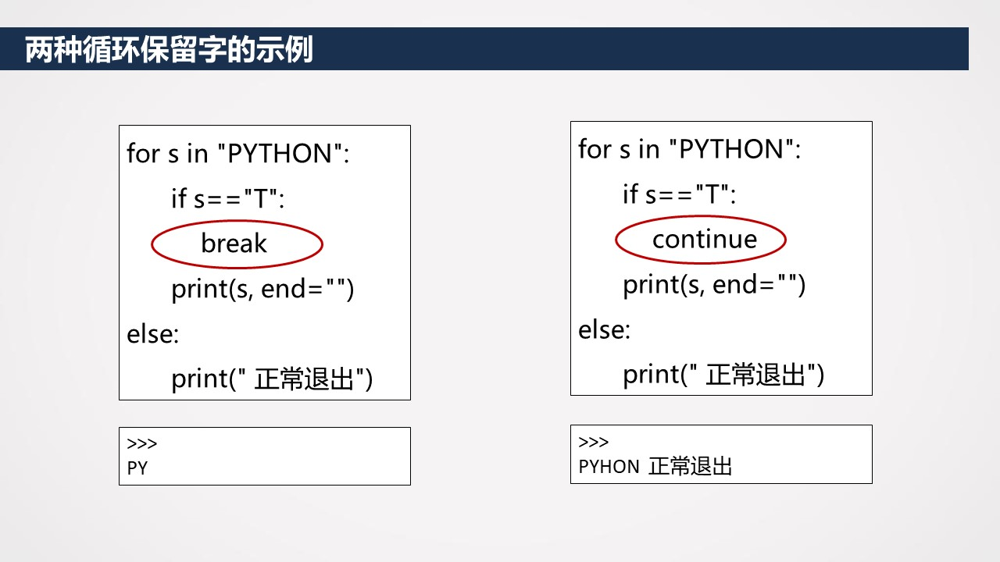 两种循环保留字的示例
for s in "PYTHON":
if s=="T":
break
print(s, end="")
else:
print(" 正常退出")
>>>
PY
for s in "PYTHON":
if s=="T":
continue
print(s, end="")
else:
print(" 正常退出")
>>>
PYHON 正常退出